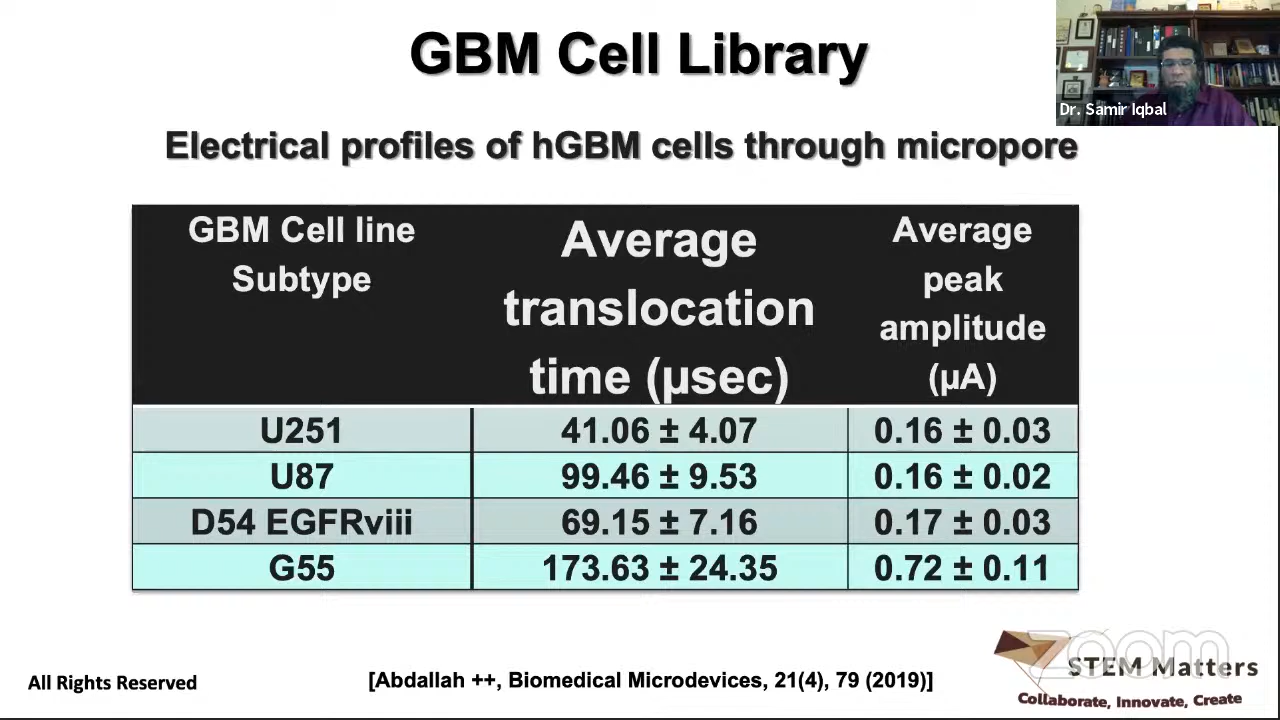 GBM Cell Library
Dr. Samir Iqbal
Electrical profiles of hGBM cells through micropore
GBM Cell line
Subtype
Average
translocation
time (µsec)
Average
peak
amplitude
(µA)
U251 41.06 ± 4.07 0.16 ± 0.03
U87 99.46 ± 9.53 0.16 ± 0.02
D54 EGFRviii 69.15 ± 7.16 0.17 ± 0.03
G55 173.63 ± 24.35 0.72 ± 0.11
zoom
STEM Matters
Collaborate, Innovate, Create
All Rights Reserved
[Abdallah ++, Biomedical Microdevices, 21(4), 79 (2019)]